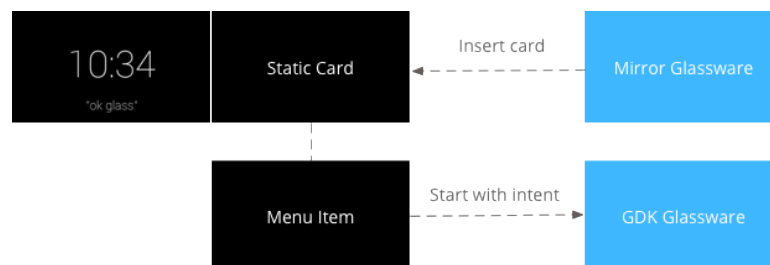 10:34
"ok glass"
Static Card
Insert card
Mirror Glassware
Menu Item
Start with intent
GDK Glassware